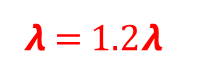 λ = 1.2λ